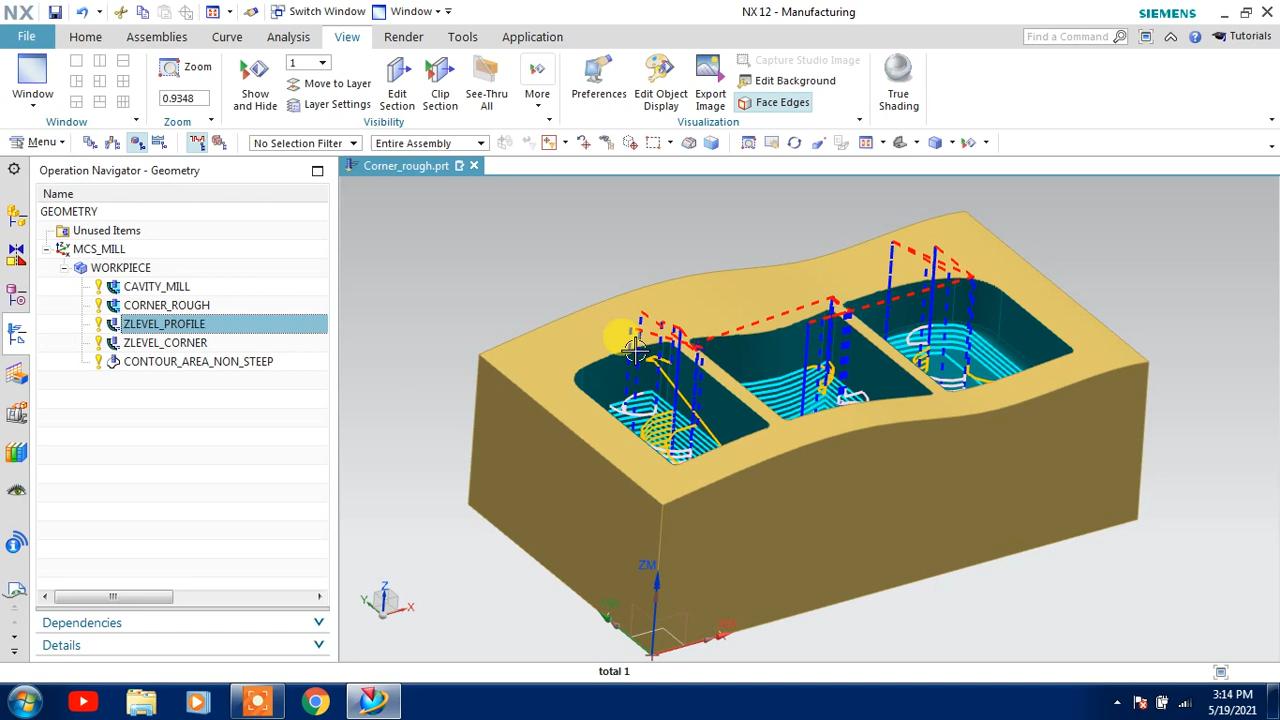 NX
Switch Window
Window
NX 12 - Manufacturing
SIEMENS
File
Home
Assemblies
Curve
Analysis
View
Render
Tools
Application
Find a Command
Tutorials
Window
Window
Zoom
0.9348
Zoom
Show and Hide
1
Move to Layer
Layer Settings
Edit Section
Clip Section
See-Thru All
More
Visibility
Preferences
Edit Object Display
Export Image
Capture Studio Image
Edit Background
Face Edges
Visualization
True Shading
Menu
No Selection Filter
Entire Assembly
Operation Navigator - Geometry
Corner_rough.prt
Name
GEOMETRY
Unused Items
MCS_MILL
WORKPIECE
CAVITY_MILL
CORNER_ROUGH
ZLEVEL_PROFILE
ZLEVEL_CORNER
CONTOUR_AREA_NON_STEEP
ZM
Z
Y
X
Dependencies
Details
total 1
3:14 PM
5/19/2021